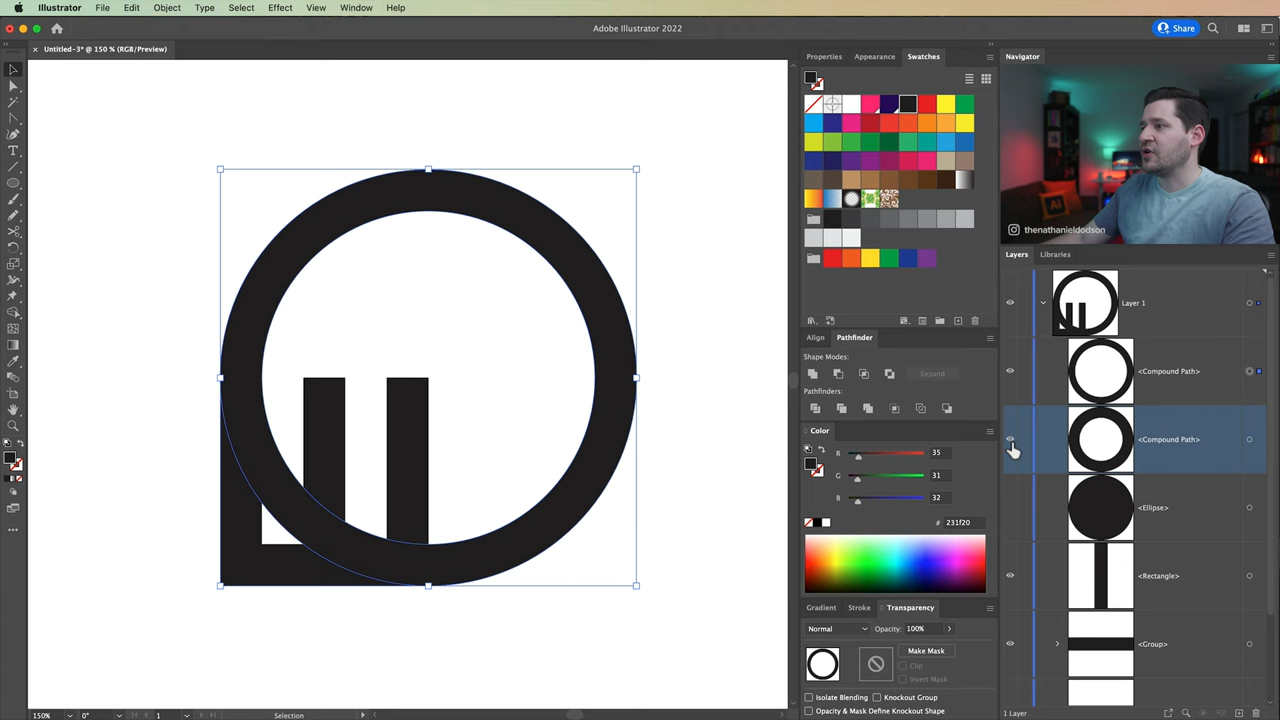 Illustrator File Edit Object Type Select Effect View Window Help
Adobe Illustrator 2022
Share
Untitled-3* @ 150 % (RGB/Preview)
Properties Appearance Swatches
Navigator
Ai
thenathanieldodson
Layers Libraries
Layer 1
<Compound Path>
<Compound Path>
<Ellipse>
<Rectangle>
<Group>
Align Pathfinder
Shape Modes:
Expand
Pathfinders:
Color
R 35
G 31
B 32
# 231f20
Gradient Stroke Transparency
Normal Opacity: 100%
Make Mask
Clip
Invert Mask
Isolate Blending Knockout Group
Opacity & Mask Define Knockout Shape
150% 0° 1 Selection
1 Layer